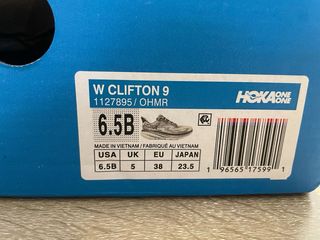 W CLIFTON 9
1127895 / OHMR
HOKA ONE ONE
6.5B
MADE IN VIETNAM / FABRIQUÉ AU VIETNAM
USA UK EU JAPAN
6.5B 5 38 23.5
1 96565 17599 1